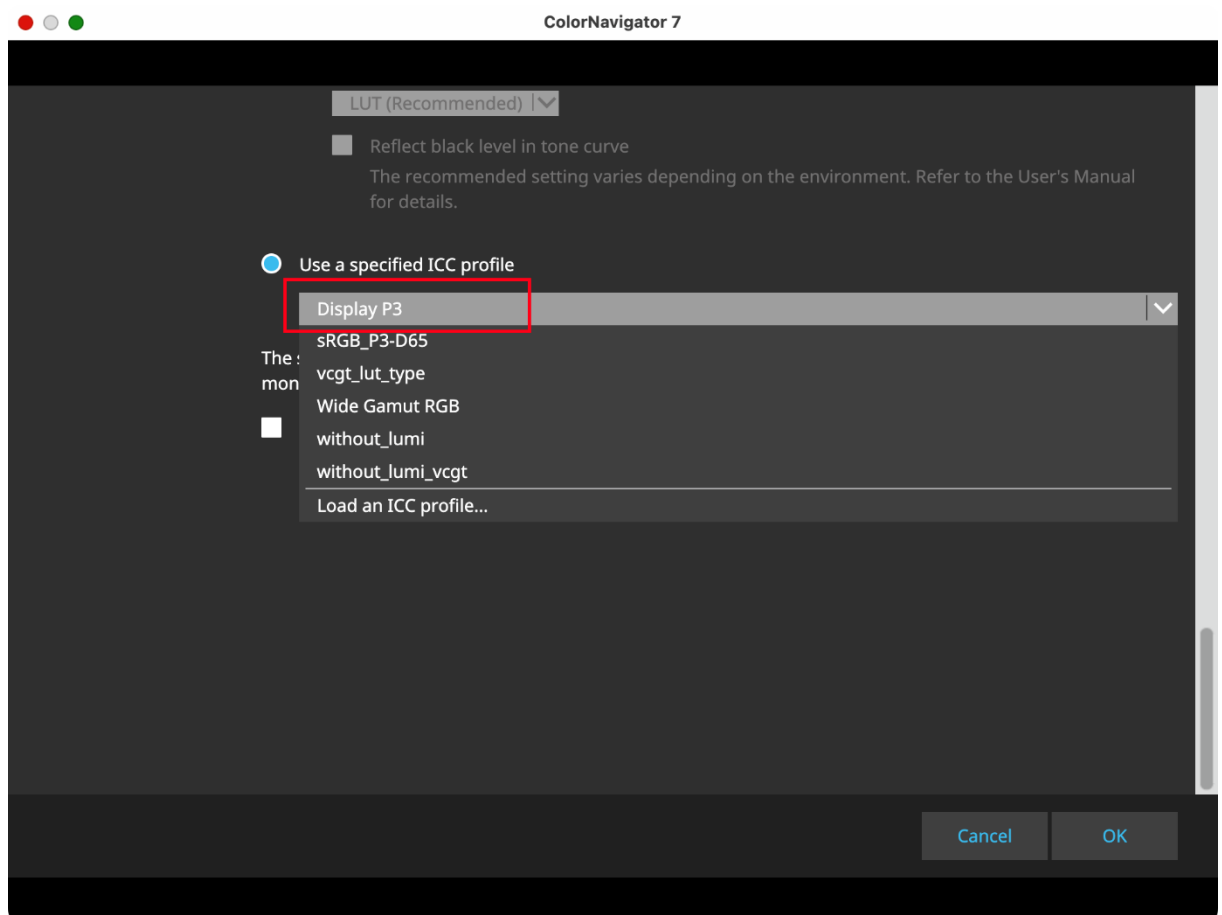 ColorNavigator 7
LUT (Recommended)
Reflect black level in tone curve
The recommended setting varies depending on the environment. Refer to the User's Manual
for details.
Use a specified ICC profile
Display P3
sRGB_P3-D65
The
mon
vcgt_lut_type
Wide Gamut RGB
without_lumi
without_lumi_vcgt
Load an ICC profile...
Cancel
OK